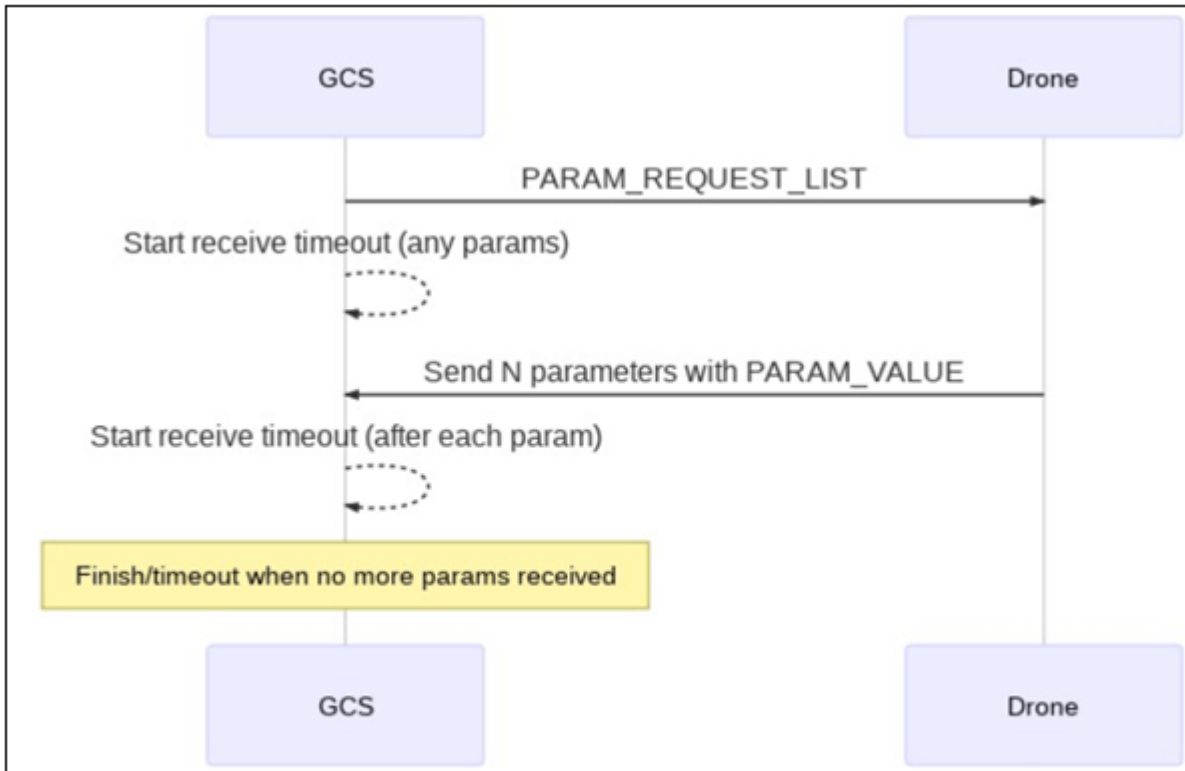 GCS
Drone
PARAM_REQUEST_LIST
Start receive timeout (any params)
Send N parameters with PARAM_VALUE
Start receive timeout (after each param)
Finish/timeout when no more params received
GCS
Drone